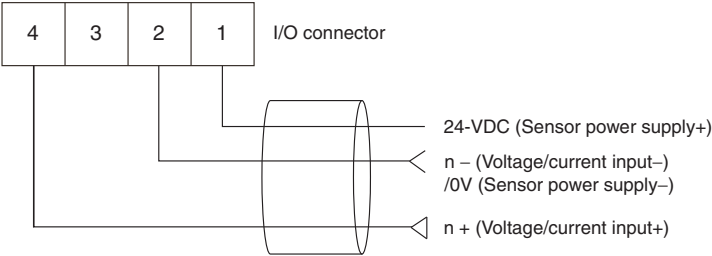 4 3 2 1 I/O connector
24-VDC (Sensor power supply+)
n – (Voltage/current input–)
/0V (Sensor power supply–)
n + (Voltage/current input+)